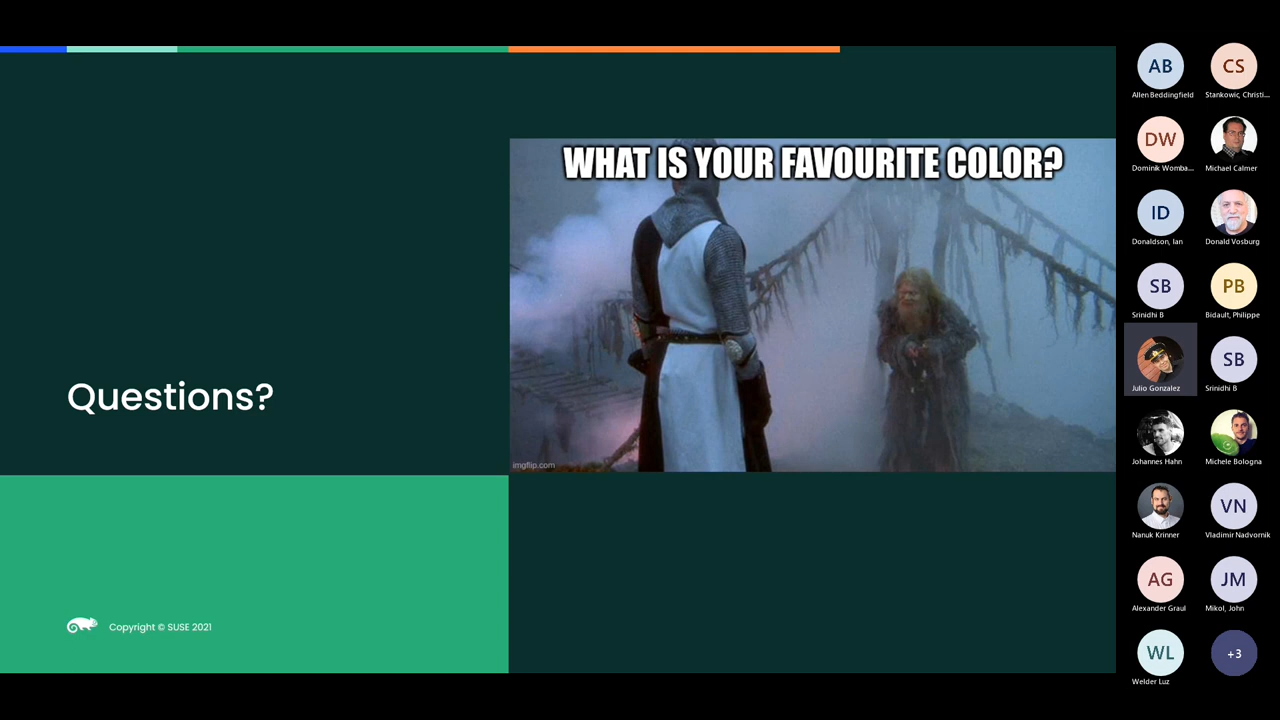 WHAT IS YOUR FAVOURITE COLOR?
imgflip.com
Questions?
Copyright © SUSE 2021
AB
CS
Allen Beddingfield
Stankowic, Christi...
DW
Dominik Womba...
Michael Calmer
ID
Donaldson, Ian
Donald Vosburg
SB
PB
Srinidhi B
Bidault, Philippe
SB
Julio Gonzalez
Srinidhi B
Johannes Hahn
Michele Bologna
VN
Nanuk Krinner
Vladimir Nadvornik
AG
JM
Alexander Graul
Mikol, John
WL
+3
Welder Luz